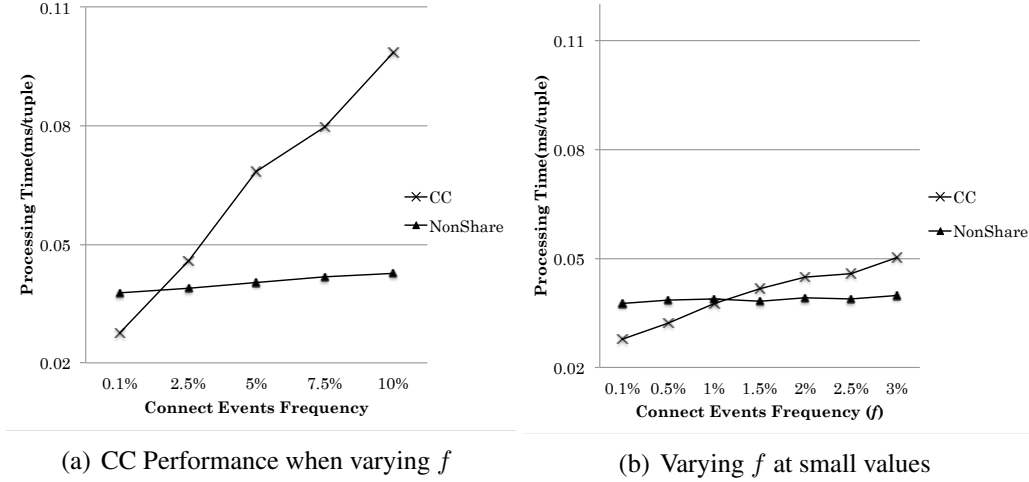 0.11
0.08
0.05
0.02
Processing Time(ms/tuple)
0.1% 2.5% 5% 7.5% 10%
Connect Events Frequency
CC
NonShare
(a) CC Performance when varying f
0.11
0.08
0.05
0.02
Processing Time(ms/tuple)
0.1% 0.5% 1% 1.5% 2% 2.5% 3%
Connect Events Frequency (f)
CC
NonShare
(b) Varying f at small values